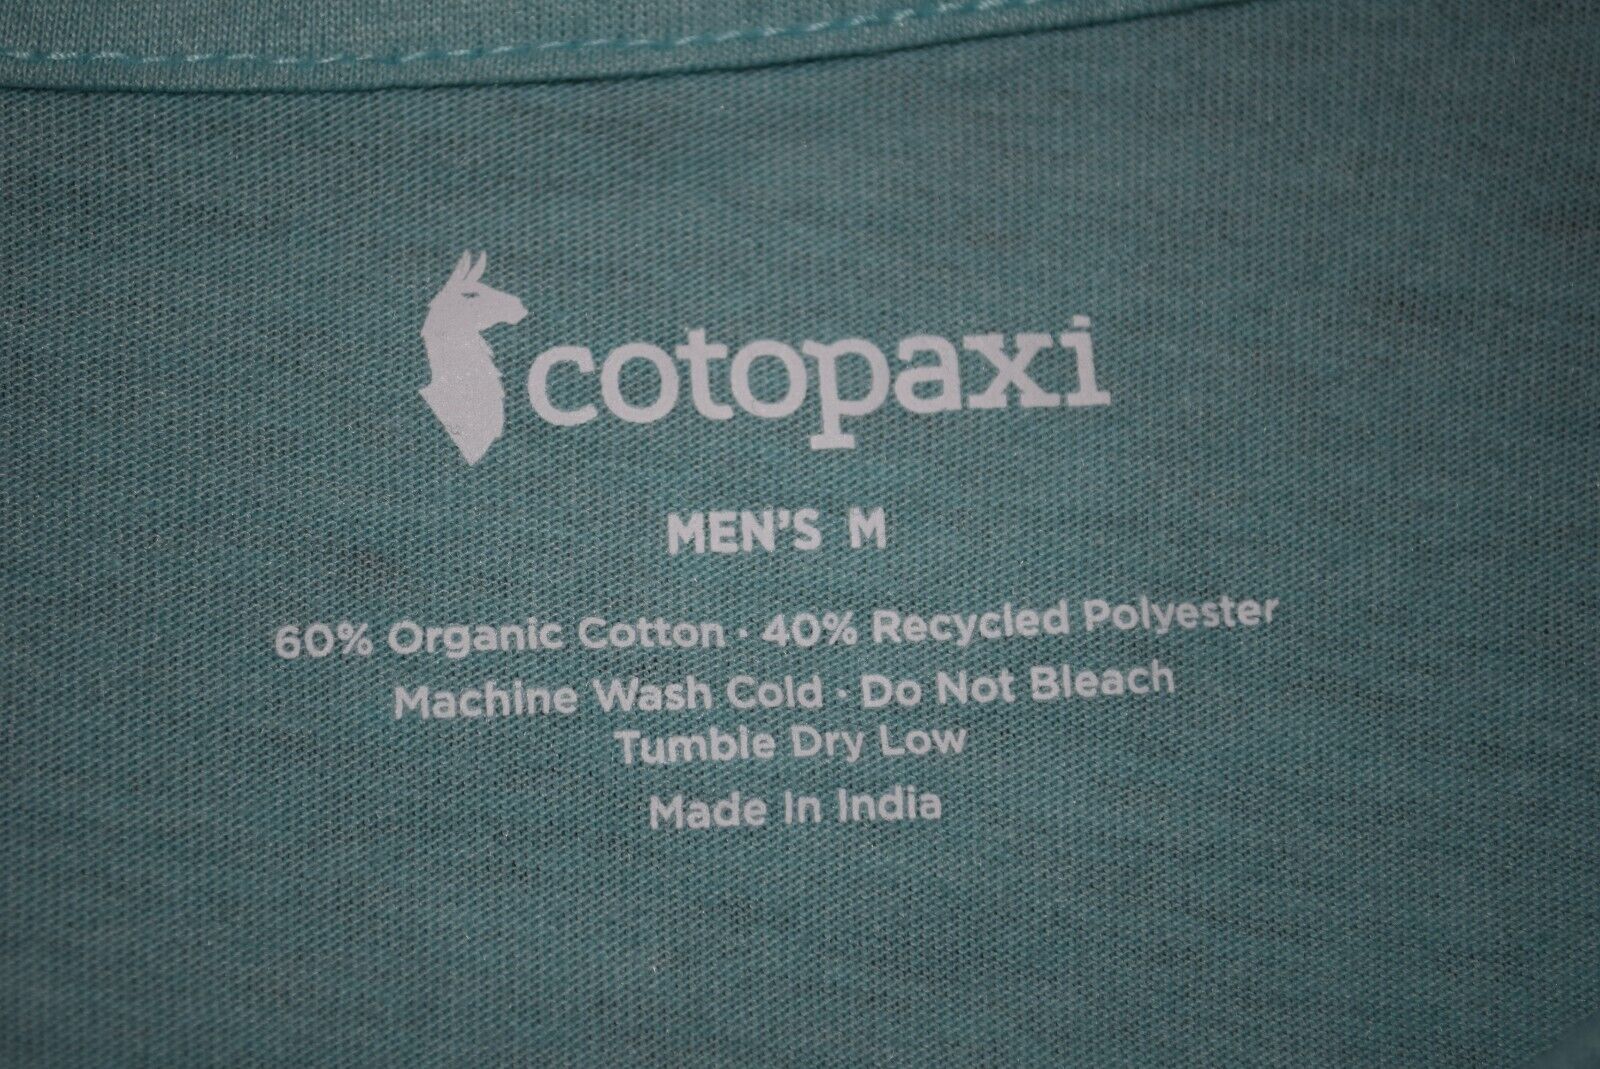 cotopaxi
MEN'S M
60% Organic Cotton · 40% Recycled Polyester
Machine Wash Cold · Do Not Bleach
Tumble Dry Low
Made In India